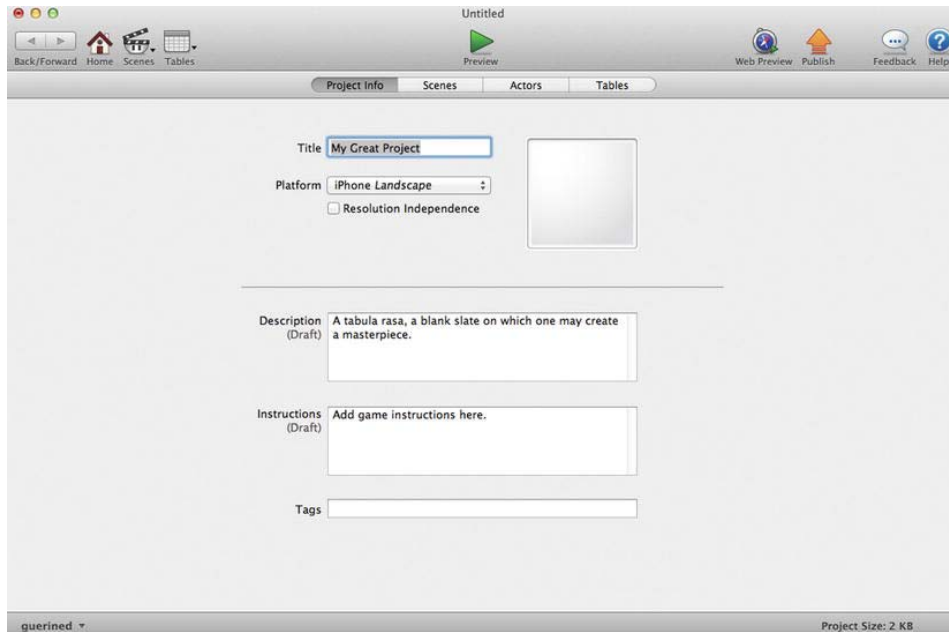 Untitled
Back/Forward Home Scenes Tables Preview Web Preview Publish Feedback Help
Project Info Scenes Actors Tables
Title My Great Project
Platform iPhone Landscape
Resolution Independence
Description A tabula rasa, a blank slate on which one may create
(Draft) a masterpiece.
Instructions Add game instructions here.
(Draft)
Tags
guerined Project Size: 2 KB